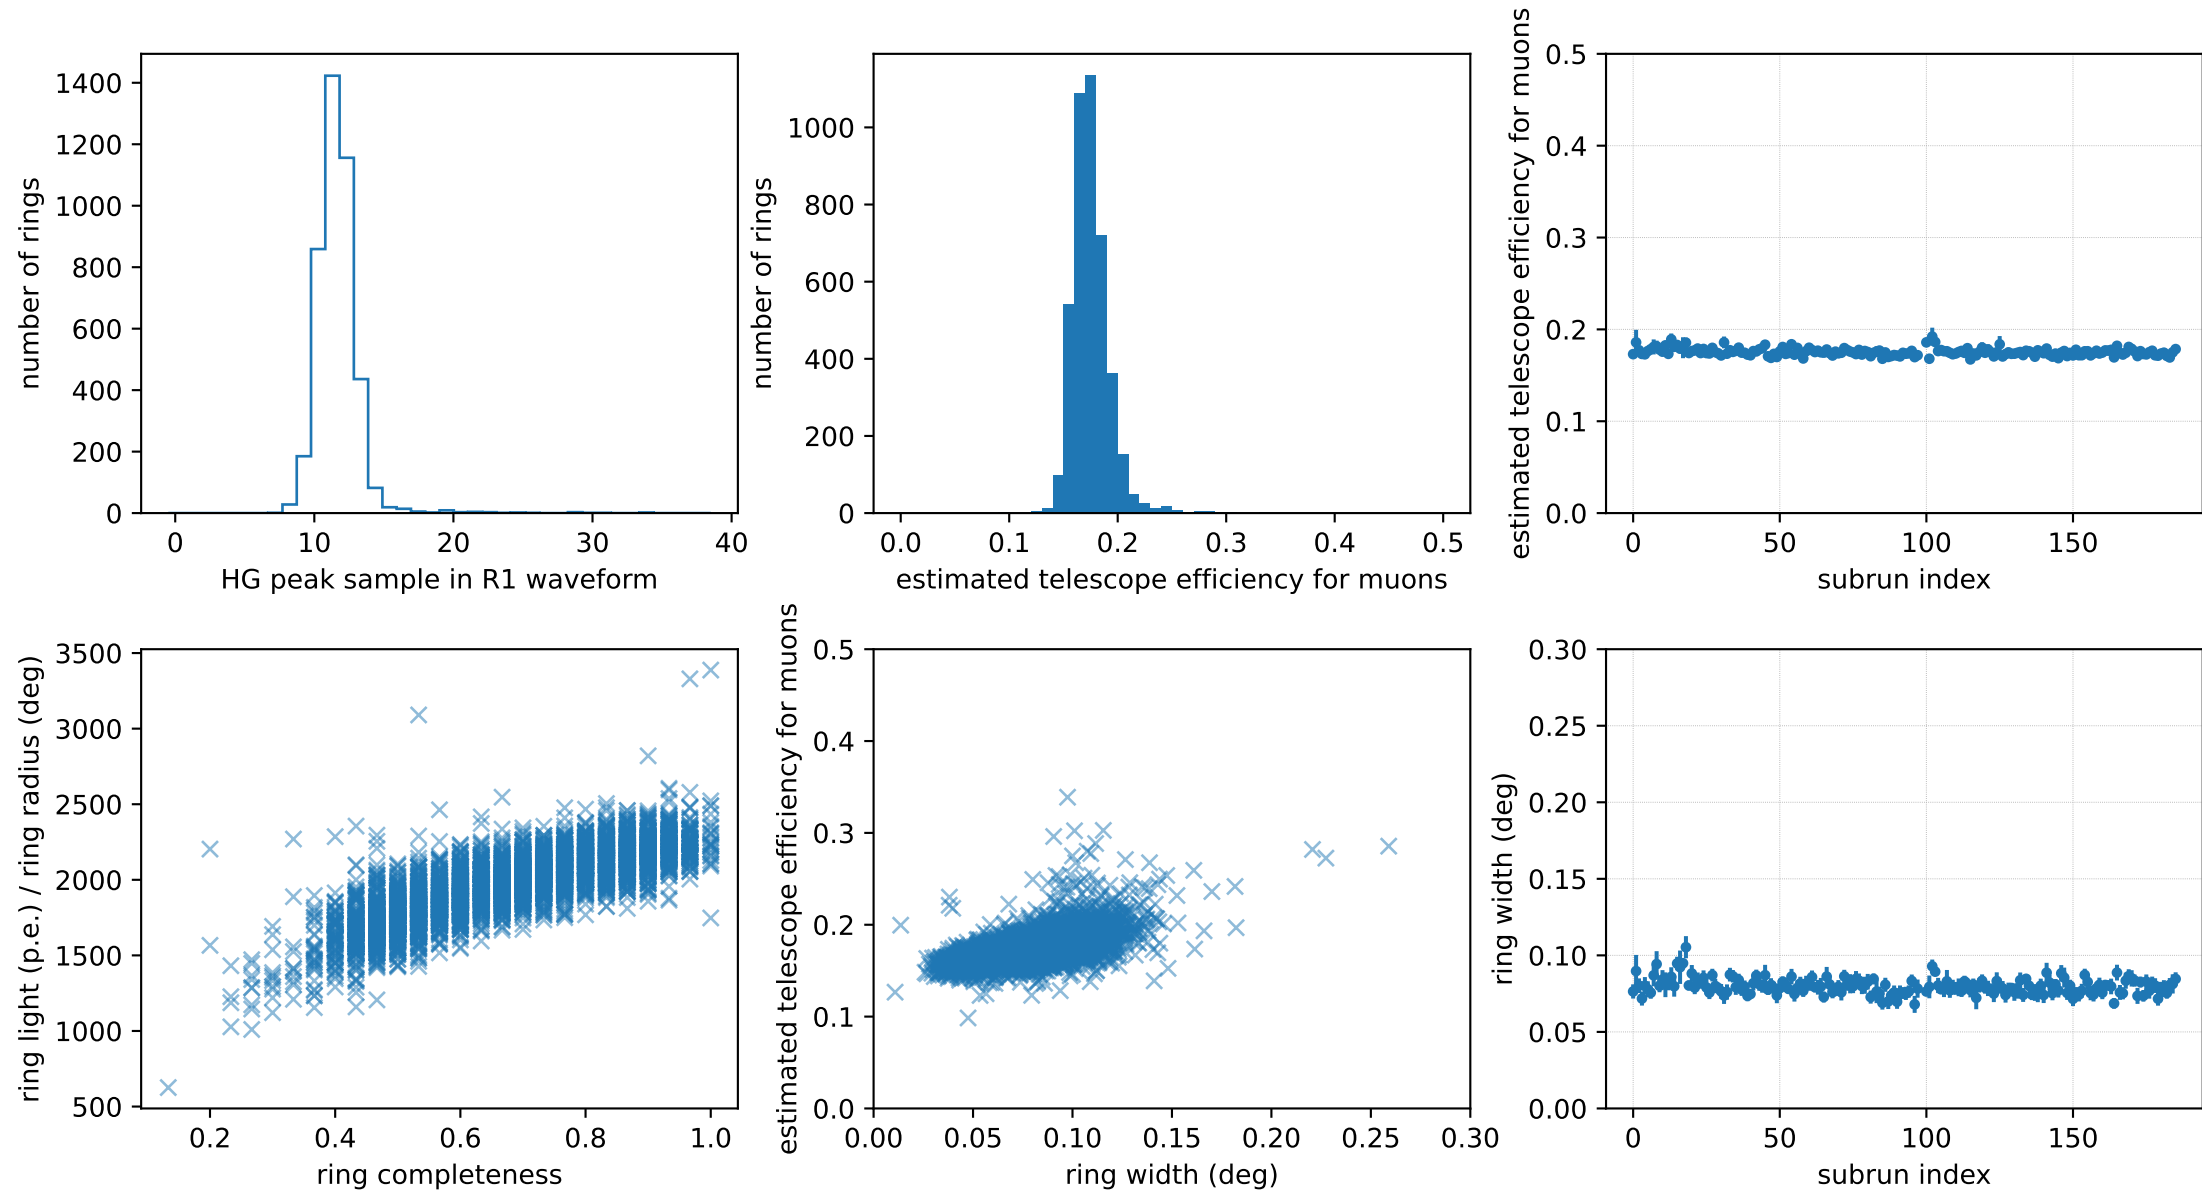 number of rings
1400
1200
1000
800
600
400
200
0
0 10 20 30 40
HG peak sample in R1 waveform
number of rings
1000
800
600
400
200
0
0.0 0.1 0.2 0.3 0.4 0.5
estimated telescope efficiency for muons
estimated telescope efficiency for muons
0.5
0.4
0.3
0.2
0.1
0.0
0 50 100 150
subrun index
ring light (p.e.) / ring radius (deg)
3500
3000
2500
2000
1500
1000
500
0.2 0.4 0.6 0.8 1.0
ring completeness
estimated telescope efficiency for muons
0.5
0.4
0.3
0.2
0.1
0.0
0.00 0.05 0.10 0.15 0.20 0.25 0.30
ring width (deg)
ring width (deg)
0.30
0.25
0.20
0.15
0.10
0.05
0.00
0 50 100 150
subrun index